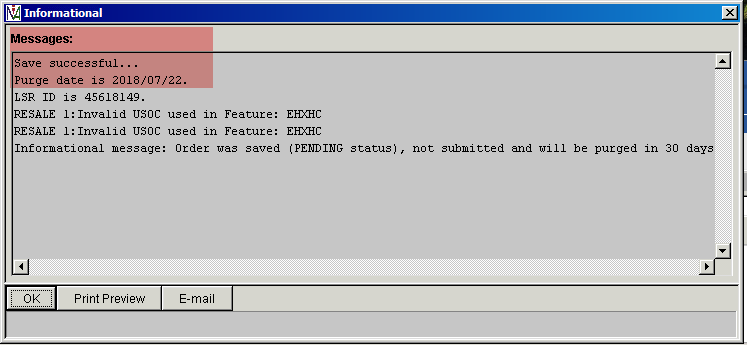 Informational
Messages:
Save successful...
Purge date is 2018/07/22.
LSR ID is 45618149.
RESALE 1:Invalid USOC used in Feature: EHXHC
RESALE 1:Invalid USOC used in Feature: EHXHC
Informational message: Order was saved (PENDING status), not submitted and will be purged in 30 days
OK Print Preview E-mail